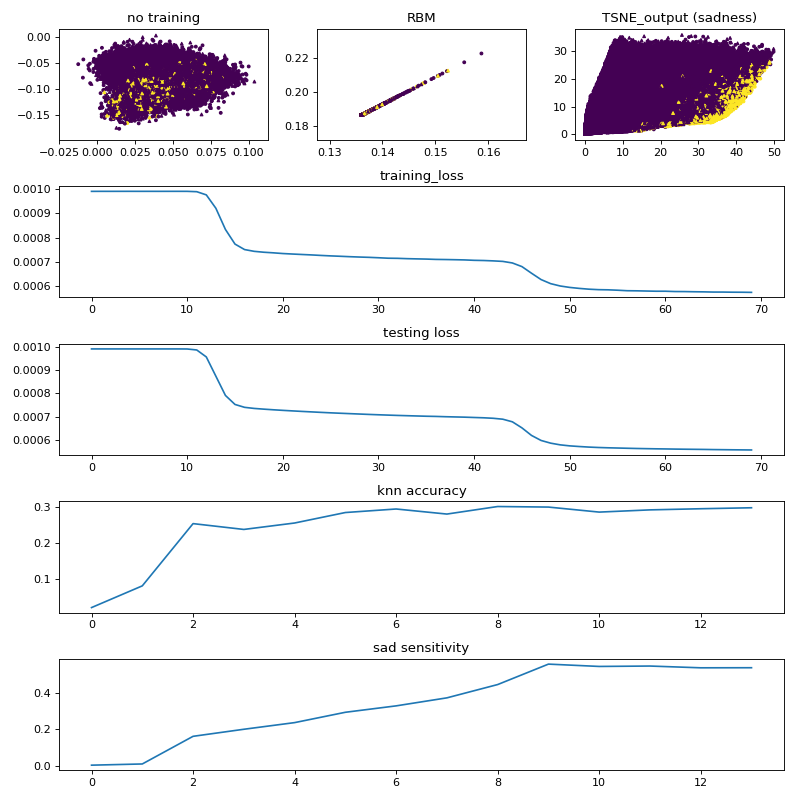 no training
RBM
TSNE_output (sadness)
0.00
−0.05
−0.10
−0.15
−0.025 0.000 0.025 0.050 0.075 0.100
0.22
0.20
0.18
0.13 0.14 0.15 0.16
30
20
10
0
0 10 20 30 40 50
training_loss
0.0010
0.0009
0.0008
0.0007
0.0006
0 10 20 30 40 50 60 70
testing loss
0.0010
0.0009
0.0008
0.0007
0.0006
0 10 20 30 40 50 60 70
knn accuracy
0.3
0.2
0.1
0 2 4 6 8 10 12
sad sensitivity
0.4
0.2
0.0
0 2 4 6 8 10 12